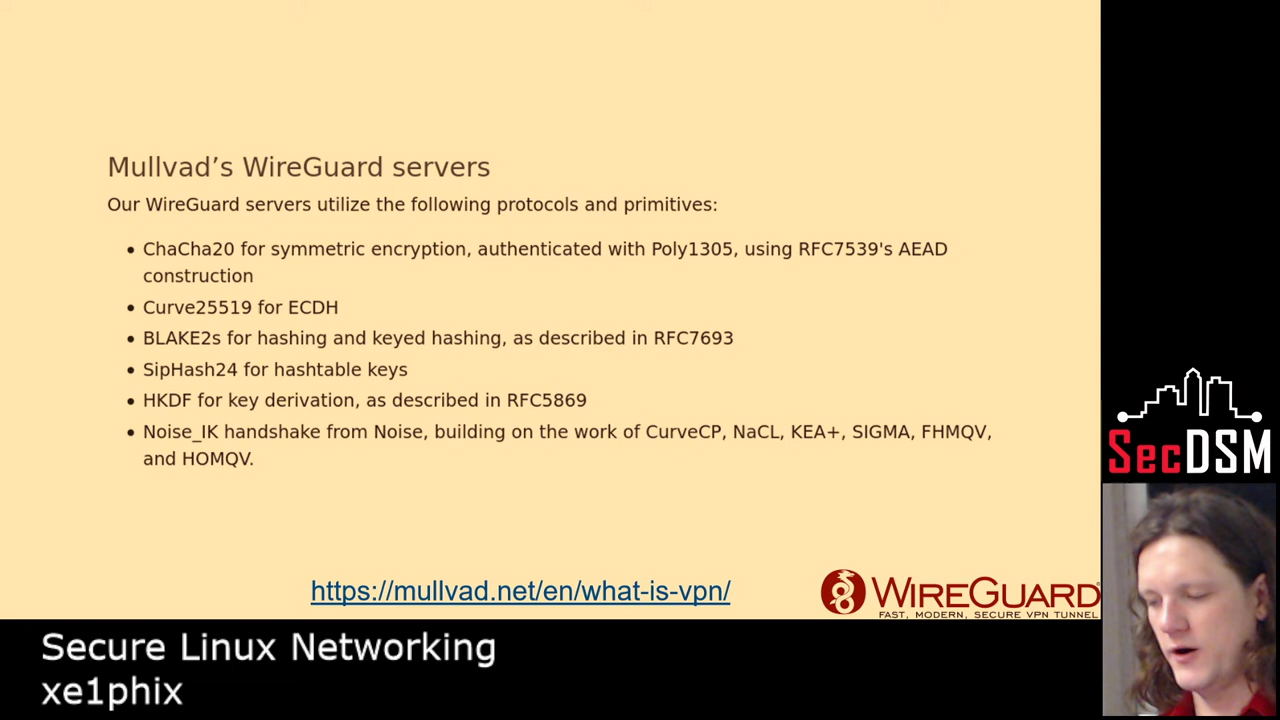 Mullvad’s WireGuard servers
Our WireGuard servers utilize the following protocols and primitives:
• ChaCha20 for symmetric encryption, authenticated with Poly1305, using RFC7539's AEAD
construction
• Curve25519 for ECDH
• BLAKE2s for hashing and keyed hashing, as described in RFC7693
• SipHash24 for hashtable keys
• HKDF for key derivation, as described in RFC5869
• Noise_IK handshake from Noise, building on the work of CurveCP, NaCL, KEA+, SIGMA, FHMQV,
and HOMQV.
https://mullvad.net/en/what-is-vpn/
WIREGUARD
FAST, MODERN, SECURE VPN TUNNEL
SecDSM
Secure Linux Networking
xe1phix